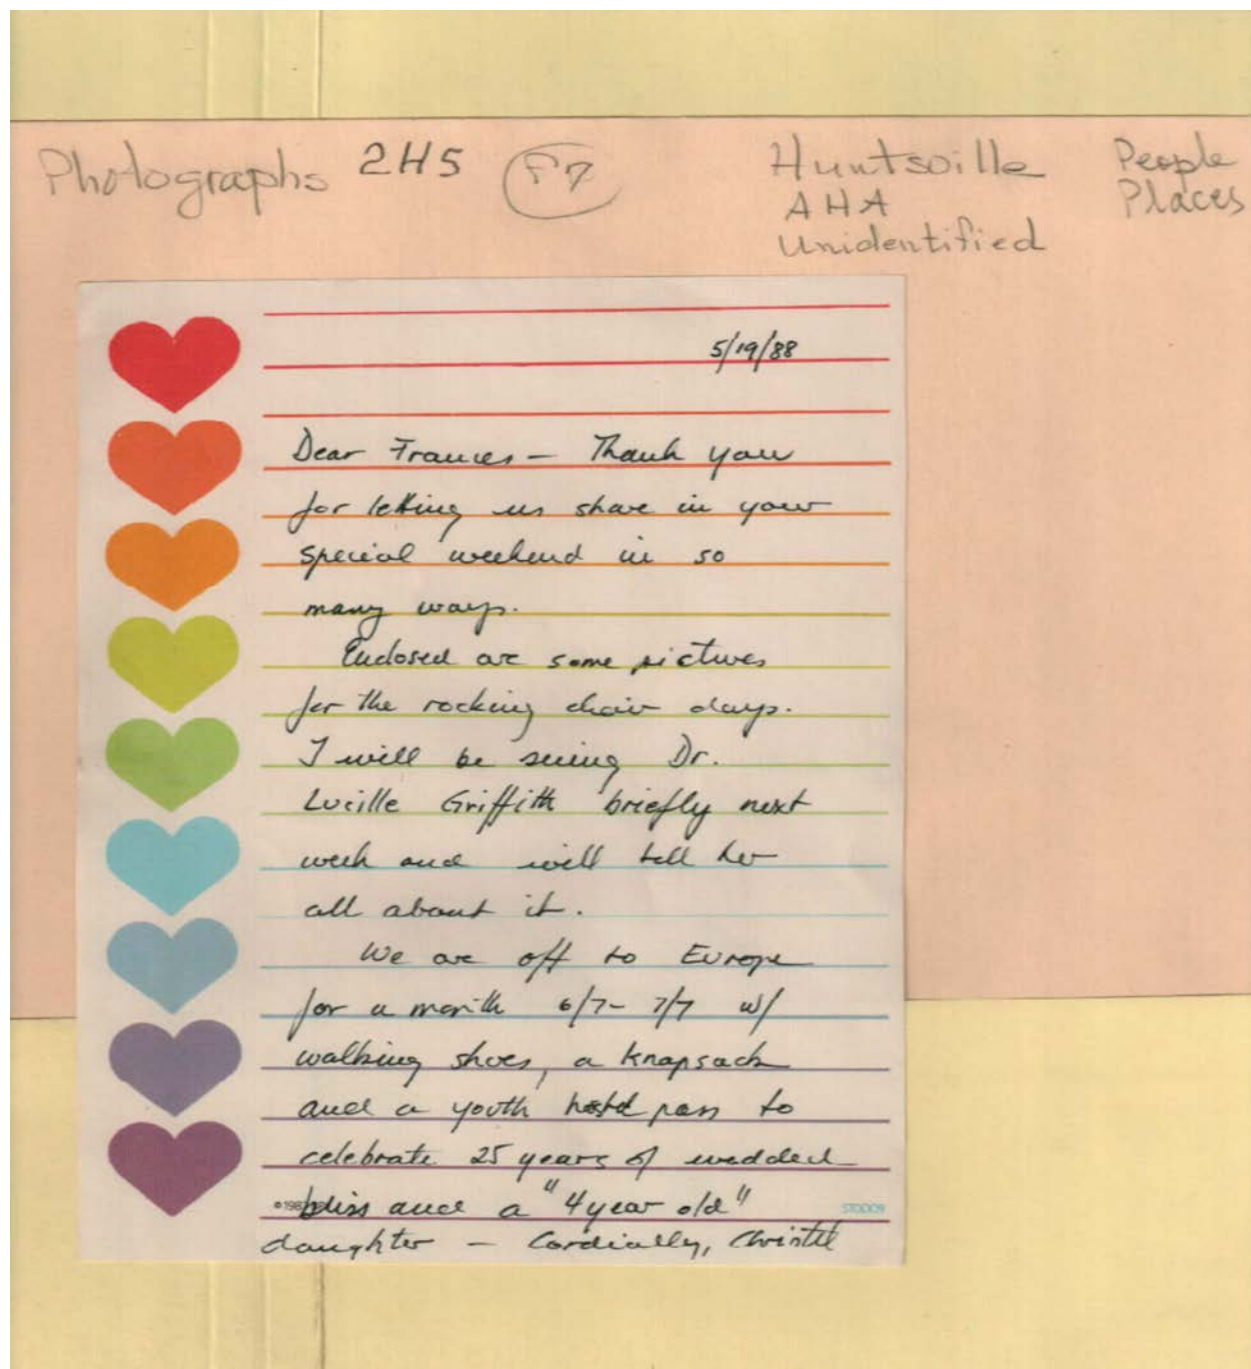 Photographs 2H5 F7 Huntsville People
AHA Places
Unidentified
5/19/88
Dear Frances - Thank you
for letting us share in your
special weekend in so
many ways.
Enclosed are some pictures
for the rocking chair days.
I will be seeing Dr.
Lucille Griffith briefly next
week and will tell her
all about it.
We are off to Europe
for a month 6/7 - 7/7 w/
walking shoes, a knapsack
and a youth hostel pass to
celebrate 25 years of wedded
bliss and a "4 year old"
STODO9
daughter - Cordially, Christel